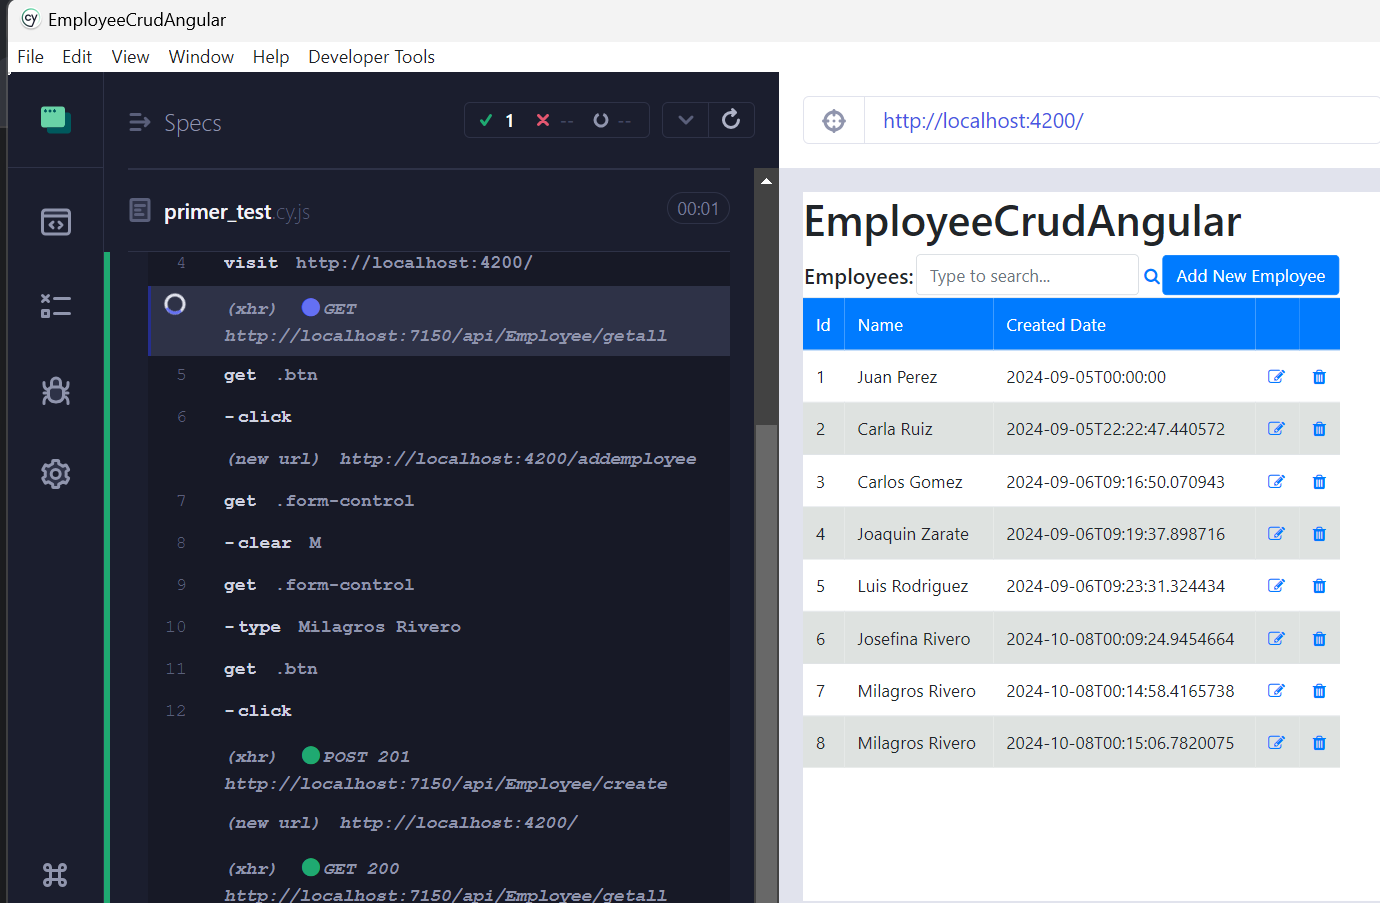 cy EmployeeCrudAngular
File Edit View Window Help Developer Tools
Specs
1 -- --
primer_test.cy.js 00:01
4 visit http://localhost:4200/
(xhr) GET
http://localhost:7150/api/Employee/getall
5 get .btn
6 -click
(new url) http://localhost:4200/addemployee
7 get .form-control
8 -clear M
9 get .form-control
10 -type Milagros Rivero
11 get .btn
12 -click
(xhr) POST 201
http://localhost:7150/api/Employee/create
(new url) http://localhost:4200/
(xhr) GET 200
http://localhost:7150/api/Employee/getall
http://localhost:4200/
EmployeeCrudAngular
Employees: Type to search... Add New Employee
Id Name Created Date
1 Juan Perez 2024-09-05T00:00:00
2 Carla Ruiz 2024-09-05T22:22:47.440572
3 Carlos Gomez 2024-09-06T09:16:50.070943
4 Joaquin Zarate 2024-09-06T09:19:37.898716
5 Luis Rodriguez 2024-09-06T09:23:31.324434
6 Josefina Rivero 2024-10-08T00:09:24.9454664
7 Milagros Rivero 2024-10-08T00:14:58.4165738
8 Milagros Rivero 2024-10-08T00:15:06.7820075